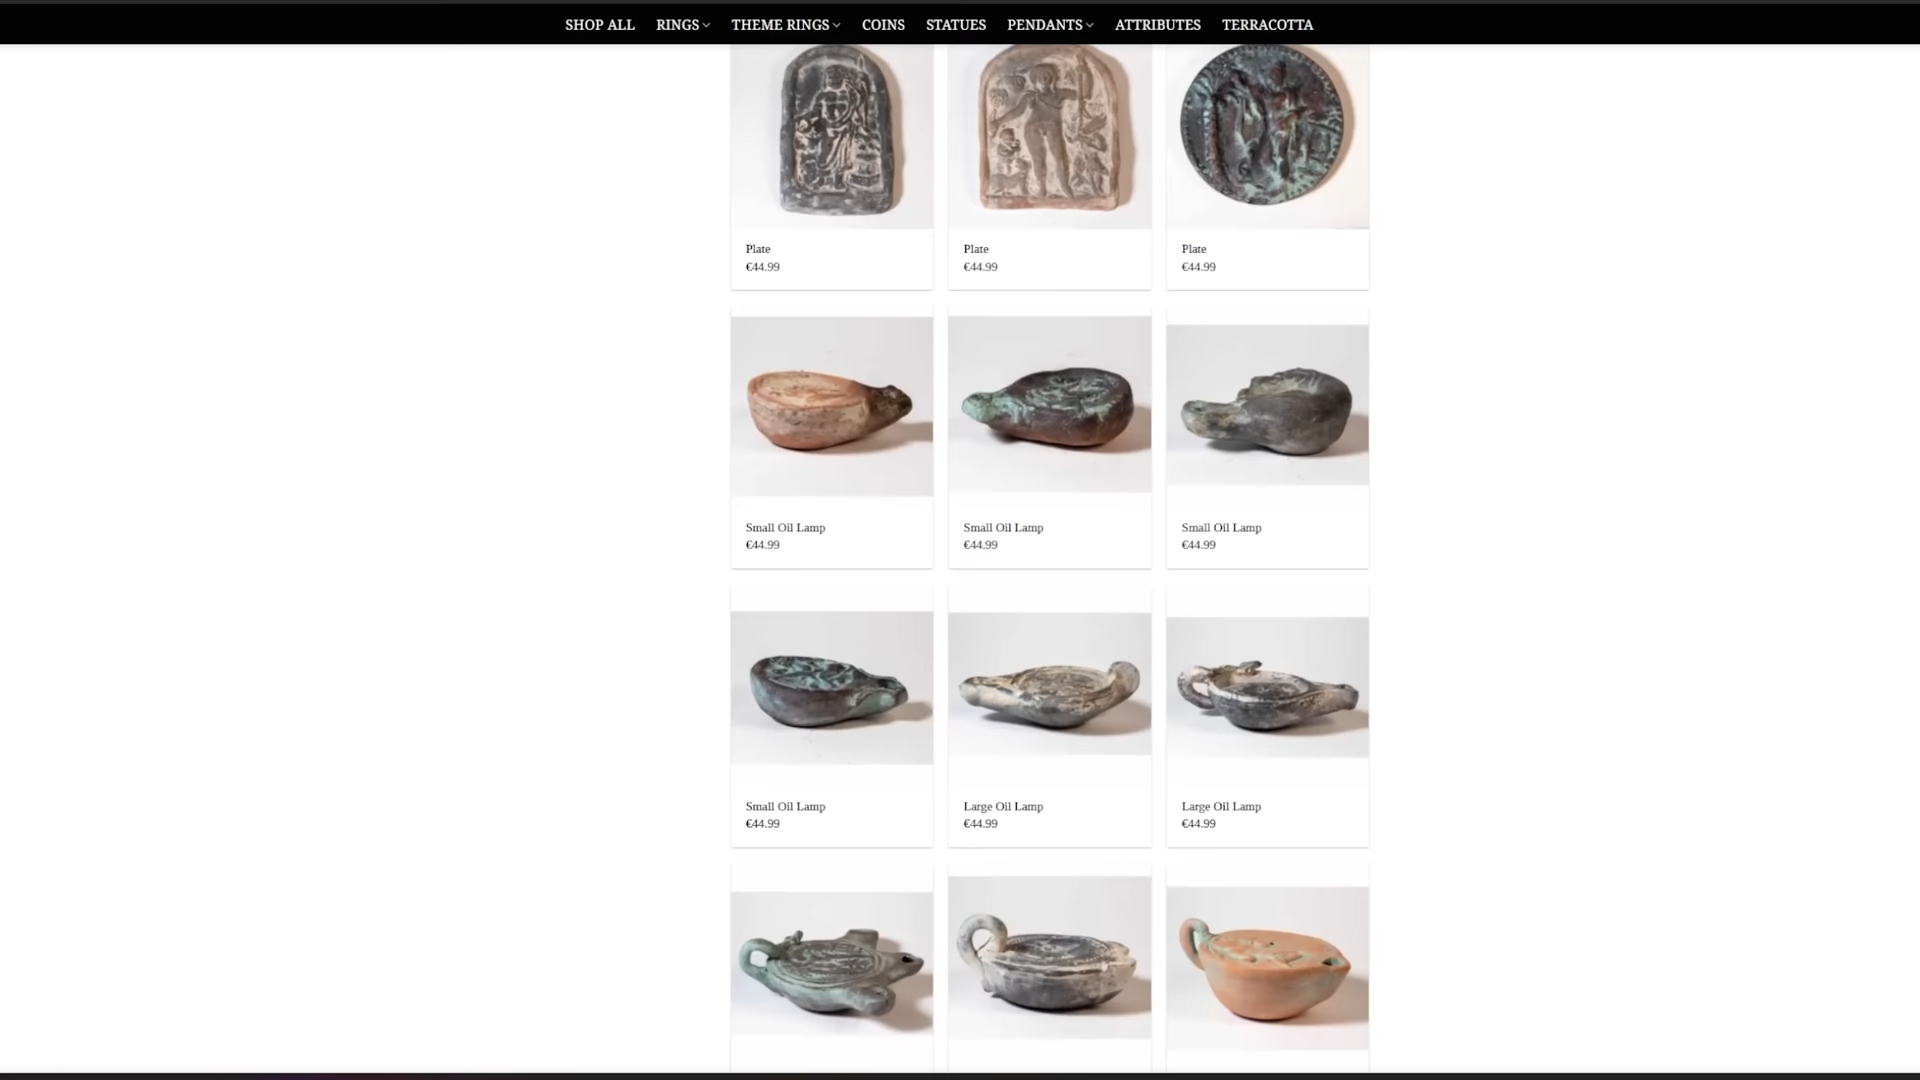 SHOP ALL RINGS THEME RINGS COINS STATUES PENDANTS ATTRIBUTES TERRACOTTA
Plate
€44.99
Plate
€44.99
Plate
€44.99
Small Oil Lamp
€44.99
Small Oil Lamp
€44.99
Small Oil Lamp
€44.99
Small Oil Lamp
€44.99
Large Oil Lamp
€44.99
Large Oil Lamp
€44.99